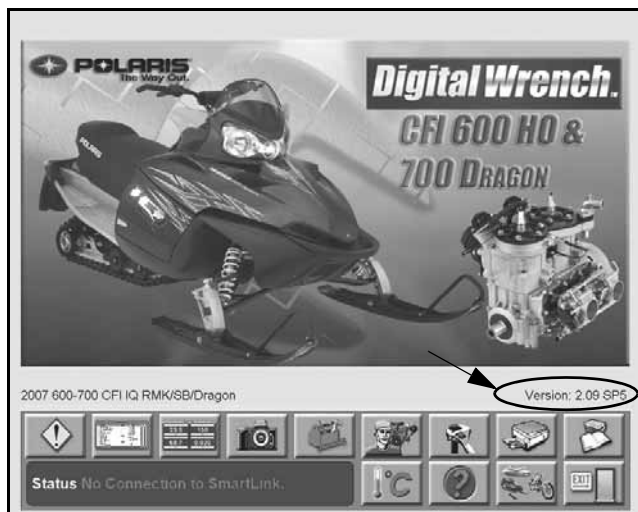 POLARIS
The Way Out.
Digital Wrench™
CFI 600 HO &
700 DRAGON
POLARIS
2007 600-700 CFI IQ RMK/SB/Dragon
Version: 2.09 SP5
Status No Connection to SmartLink.
°C
?
EXIT